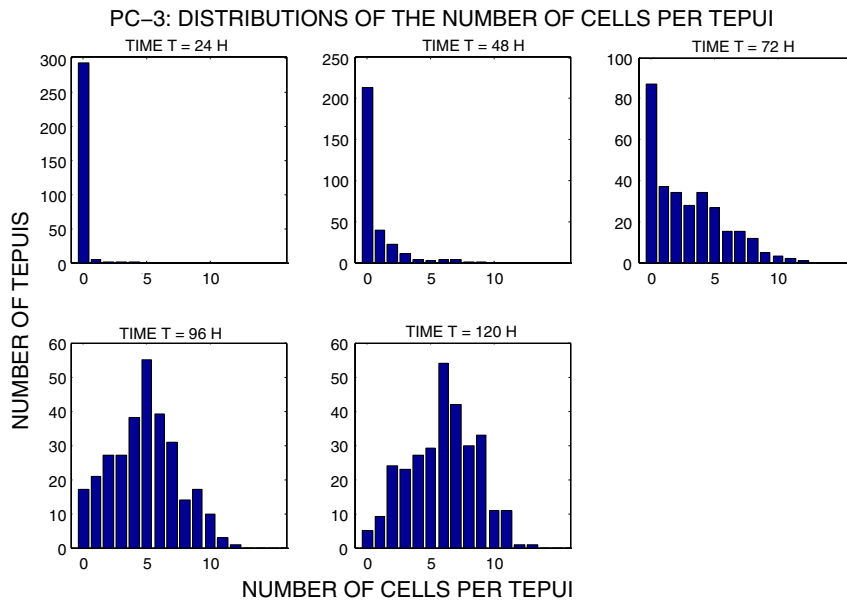 PC-3: DISTRIBUTIONS OF THE NUMBER OF CELLS PER TEPUI
TIME T = 24 H
300
250
200
150
100
50
0
0 5 10
TIME T = 48 H
250
200
150
100
50
0
0 5 10
TIME T = 72 H
100
80
60
40
20
0
0 5 10
NUMBER OF TEPUIS
TIME T = 96 H
60
50
40
30
20
10
0
0 5 10
TIME T = 120 H
60
50
40
30
20
10
0
0 5 10
NUMBER OF CELLS PER TEPUI